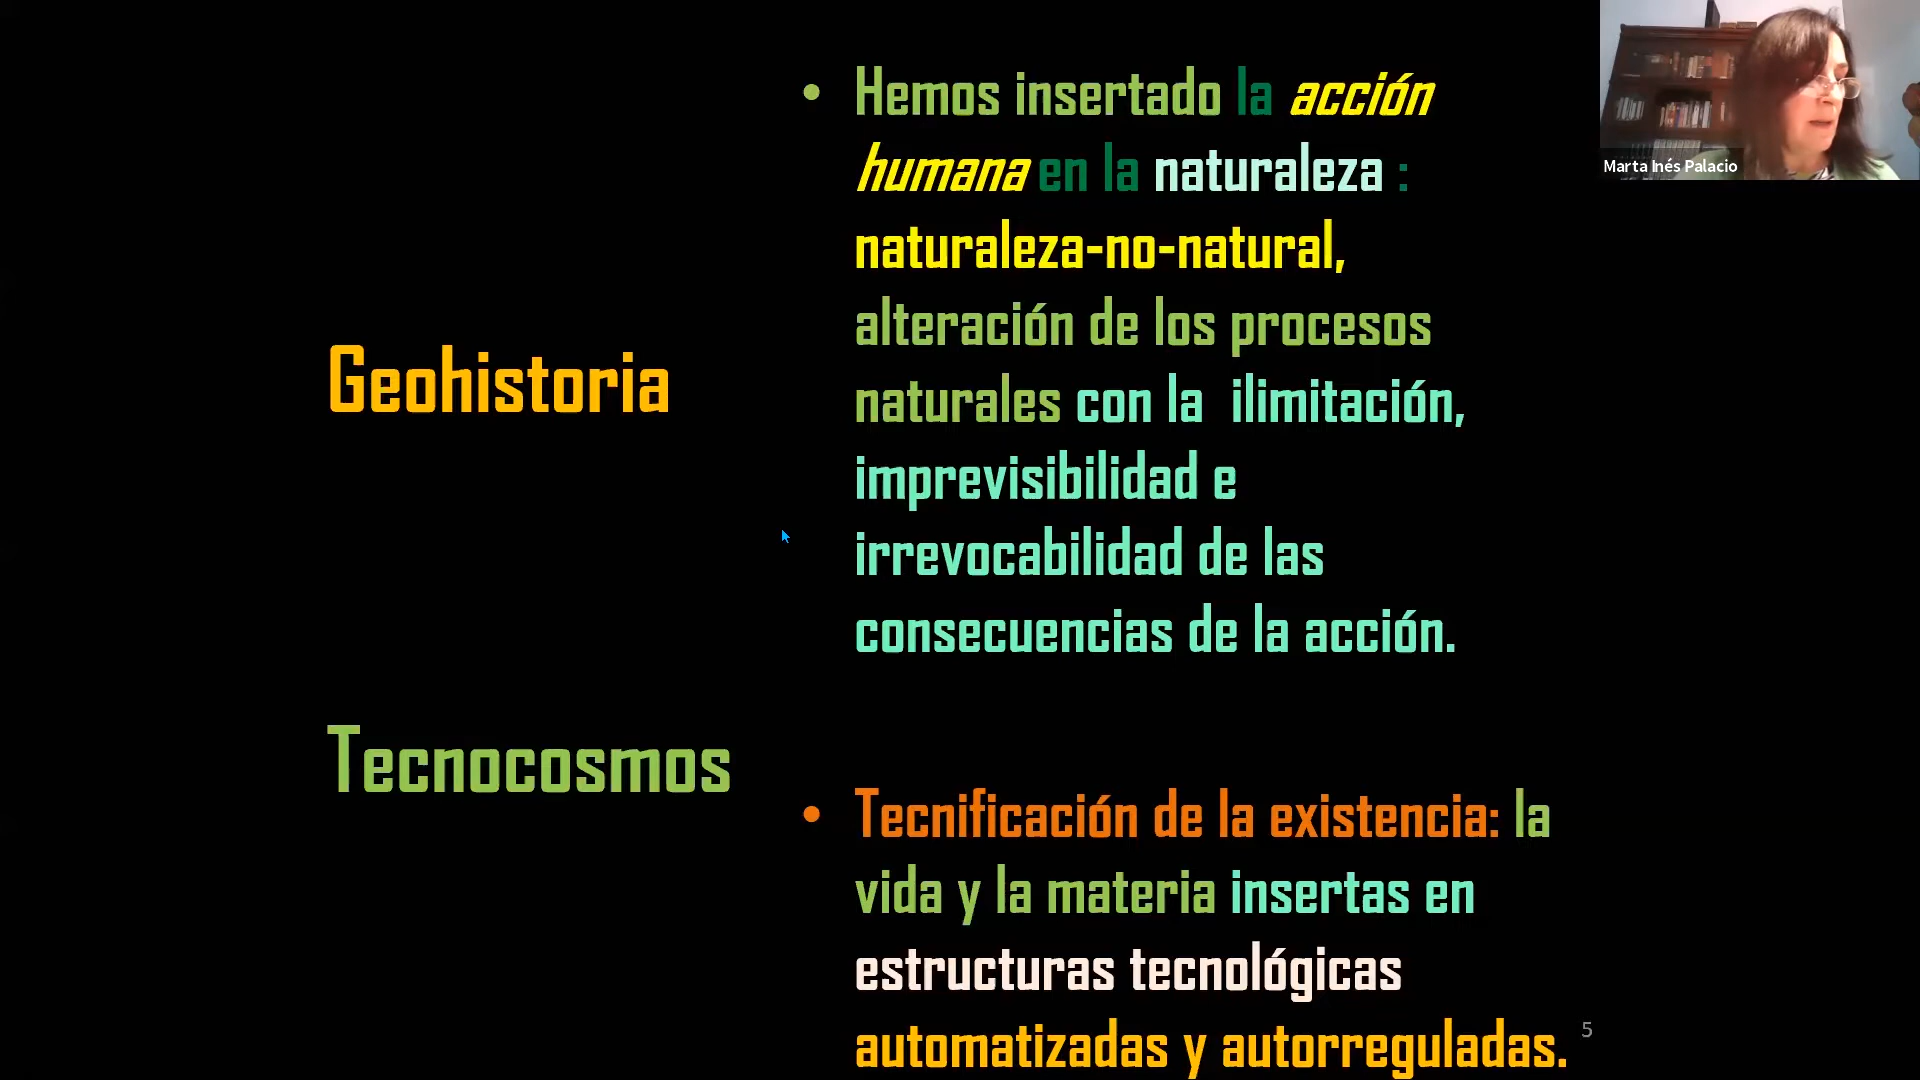 Geohistoria
• Hemos insertado la acción
humana en la naturaleza :
naturaleza-no-natural,
alteración de los procesos
naturales con la ilimitación,
imprevisibilidad e
irrevocabilidad de las
consecuencias de la acción.
Tecnocosmos
• Tecnificación de la existencia: la
vida y la materia insertas en
estructuras tecnológicas
automatizadas y autorreguladas.
5
Marta Inés Palacio